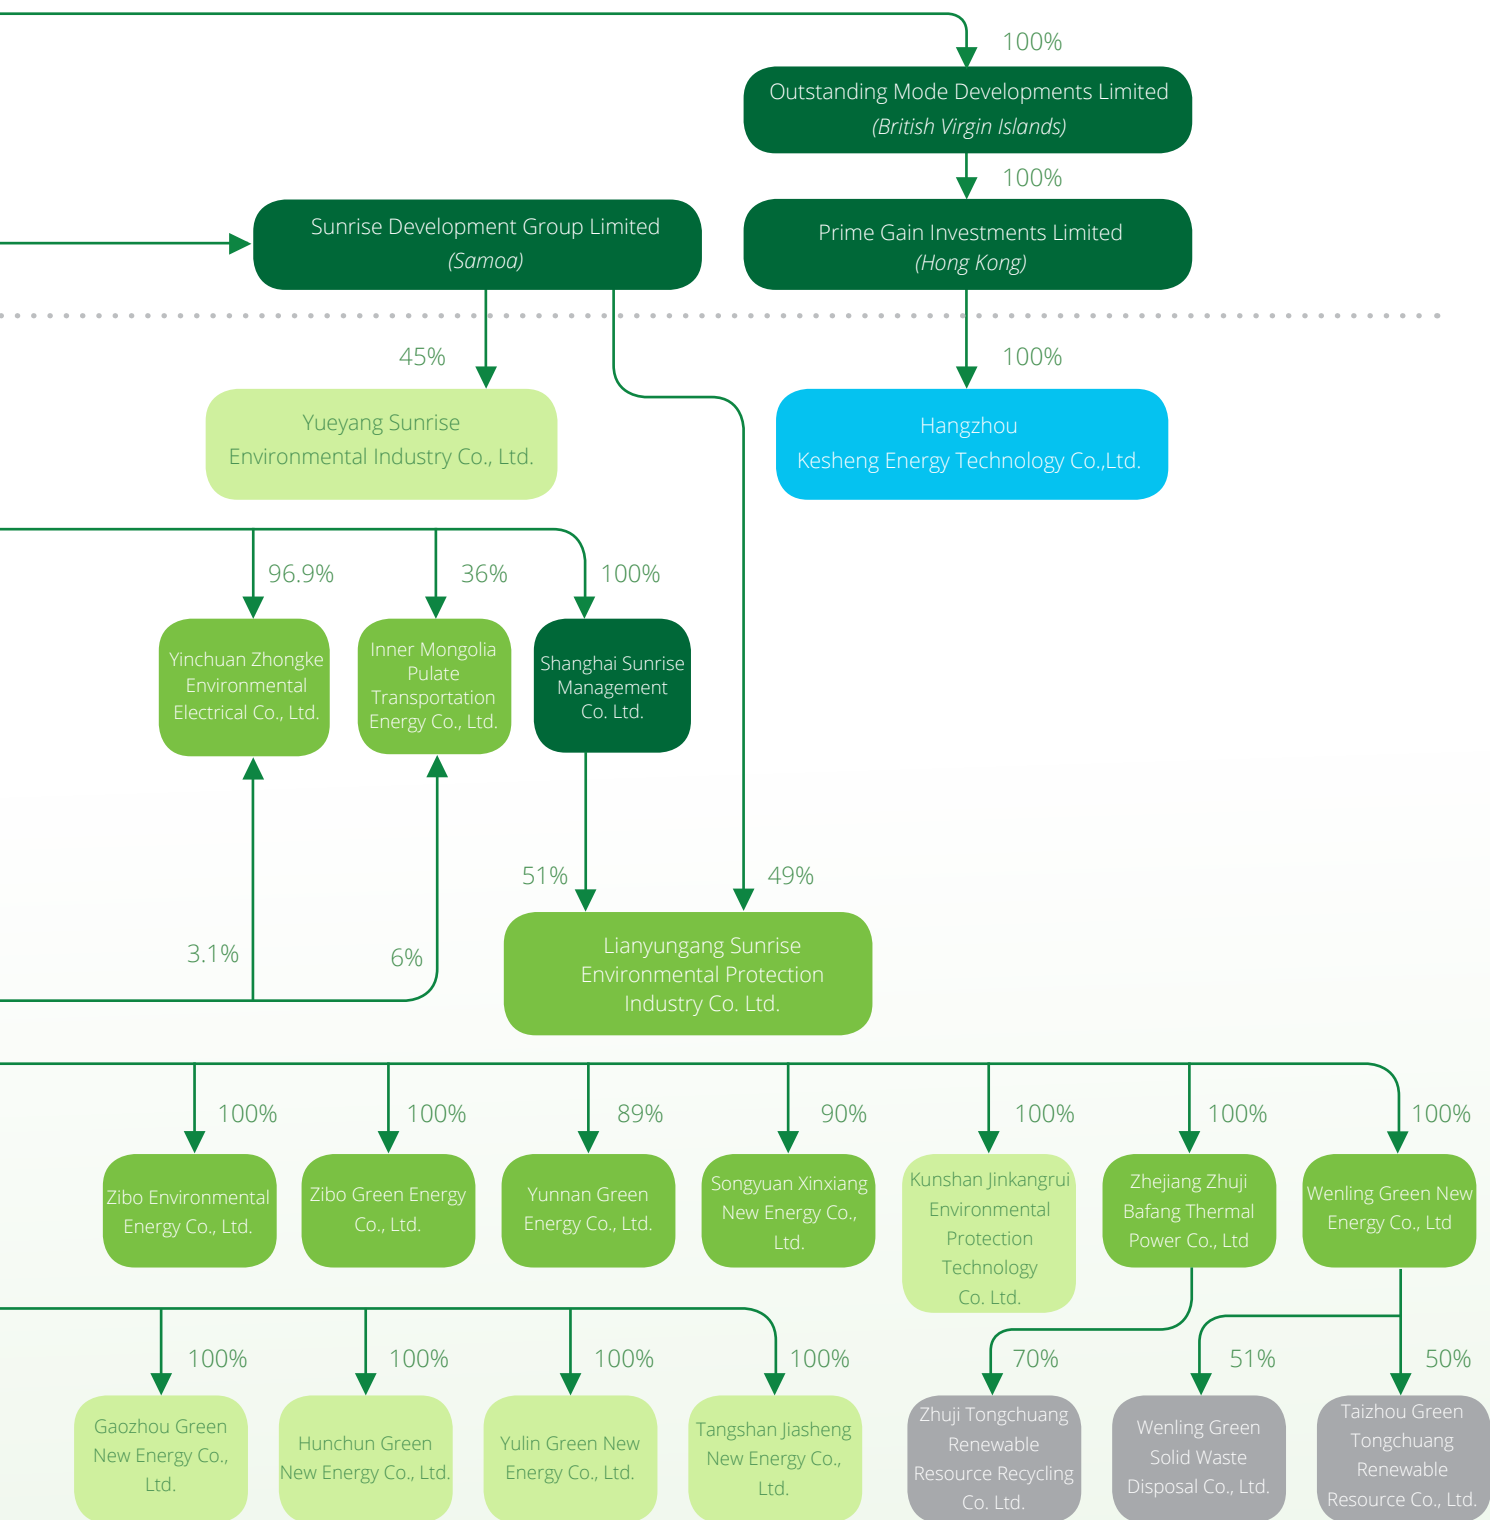 100%
Outstanding Mode Developments Limited
(British Virgin Islands)
100%
Sunrise Development Group Limited
(Samoa)
Prime Gain Investments Limited
(Hong Kong)
45%
100%
Yueyang Sunrise
Environmental Industry Co., Ltd.
Hangzhou
Kesheng Energy Technology Co.,Ltd.
96.9%
36%
100%
Yinchuan Zhongke
Environmental
Electrical Co., Ltd.
Inner Mongolia
Pulate
Transportation
Energy Co., Ltd.
Shanghai Sunrise
Management
Co. Ltd.
51%
49%
3.1%
6%
Lianyungang Sunrise
Environmental Protection
Industry Co. Ltd.
100%
100%
89%
90%
100%
100%
100%
Zibo Environmental
Energy Co., Ltd.
Zibo Green Energy
Co., Ltd.
Yunnan Green
Energy Co., Ltd.
Songyuan Xinxiang
New Energy Co.,
Ltd.
Kunshan Jinkangrui
Environmental
Protection
Technology
Co. Ltd.
Zhejiang Zhuji
Bafang Thermal
Power Co., Ltd
Wenling Green New
Energy Co., Ltd
100%
100%
100%
100%
70%
51%
50%
Gaozhou Green
New Energy Co.,
Ltd.
Hunchun Green
New Energy Co., Ltd.
Yulin Green New
Energy Co., Ltd.
Tangshan Jiasheng
New Energy Co.,
Ltd.
Zhuji Tongchuang
Renewable
Resource Recycling
Co. Ltd.
Wenling Green
Solid Waste
Disposal Co., Ltd.
Taizhou Green
Tongchuang
Renewable
Resource Co., Ltd.